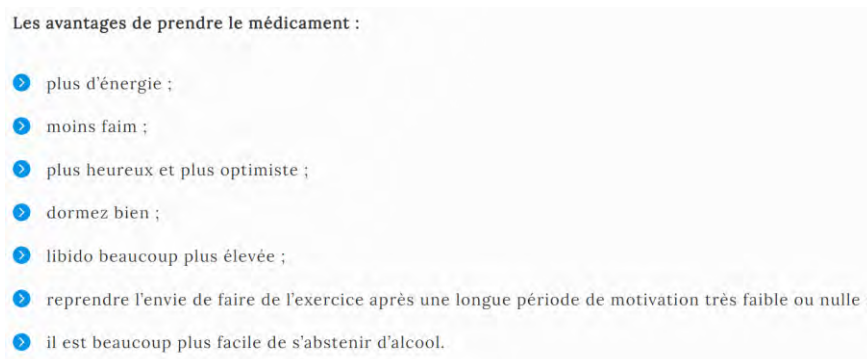 Les avantages de prendre le médicament :
plus d'énergie ;
moins faim ;
plus heureux et plus optimiste ;
dormez bien ;
libido beaucoup plus élevée ;
reprendre l'envie de faire de l'exercice après une longue période de motivation très faible ou nulle
il est beaucoup plus facile de s'abstenir d'alcool.